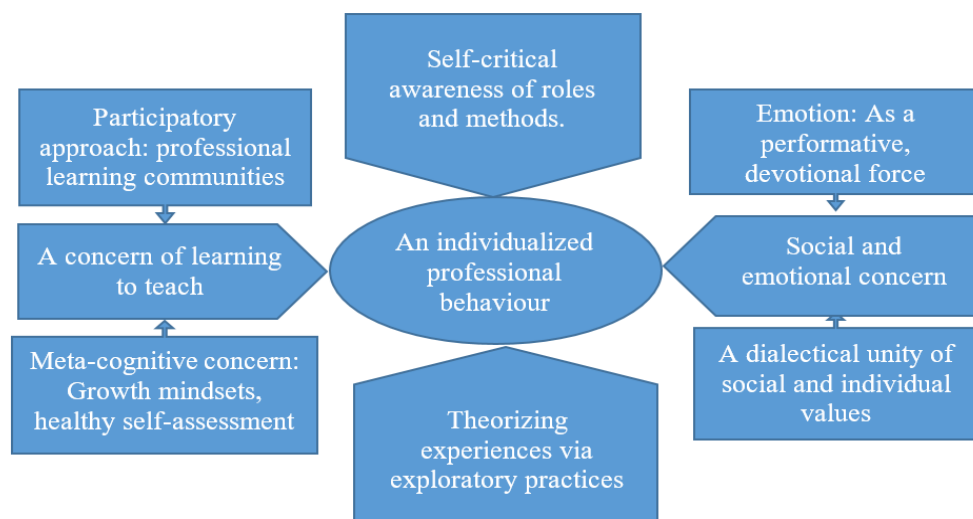 Self-critical
awareness of roles
and methods.
Participatory
approach: professional
learning communities
Emotion: As a
performative,
devotional force
A concern of learning
to teach
An individualized
professional
behaviour
Social and
emotional concern
Meta-cognitive concern:
Growth mindsets,
healthy self-assessment
A dialectical unity of
social and individual
values
Theorizing
experiences via
exploratory practices